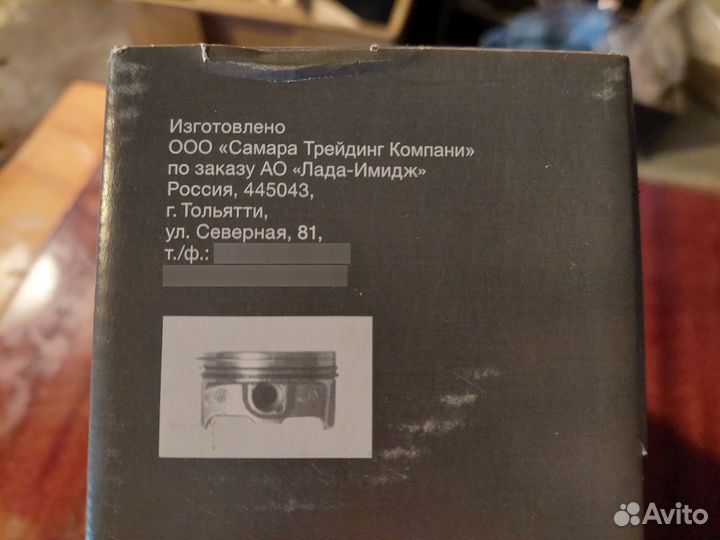 Изготовлено
ООО «Самара Трейдинг Компани»
по заказу АО «Лада-Имидж»
Россия, 445043,
г. Тольятти,
ул. Северная, 81,
т./ф.:
Avito